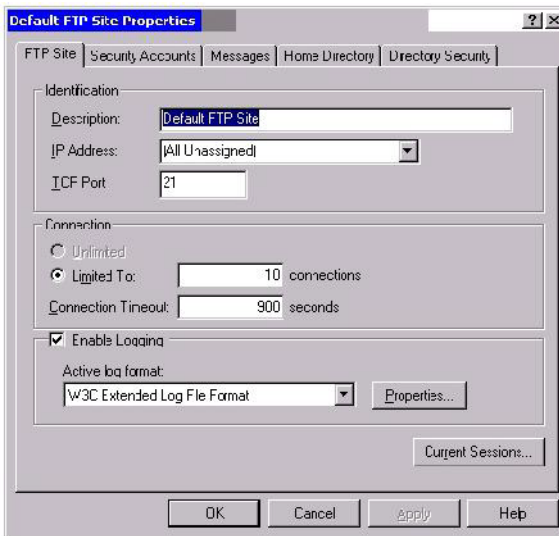 Default FTP Site Properties
FTP Site Security Accounts Messages Home Directory Directory Security
Identification
Description: Default FTP Site
IP Address: (All Unassigned)
TCP Port 21
Connection
Unlimited
Limited To: 10 connections
Connection Timeout: 900 seconds
Enable Logging
Active log format:
W3C Extended Log File Format Properties...
Current Sessions...
OK Cancel Apply Help